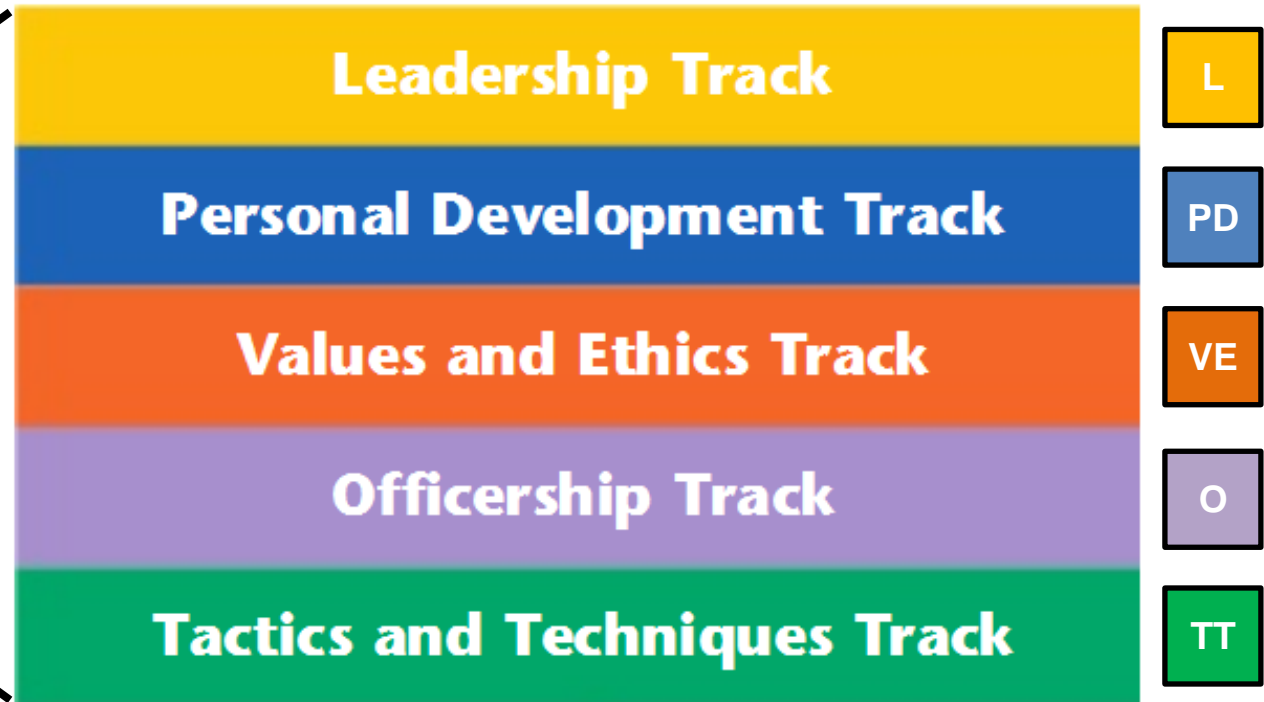 Leadership Track
L
Personal Development Track
PD
Values and Ethics Track
VE
Officership Track
O
Tactics and Techniques Track
TT